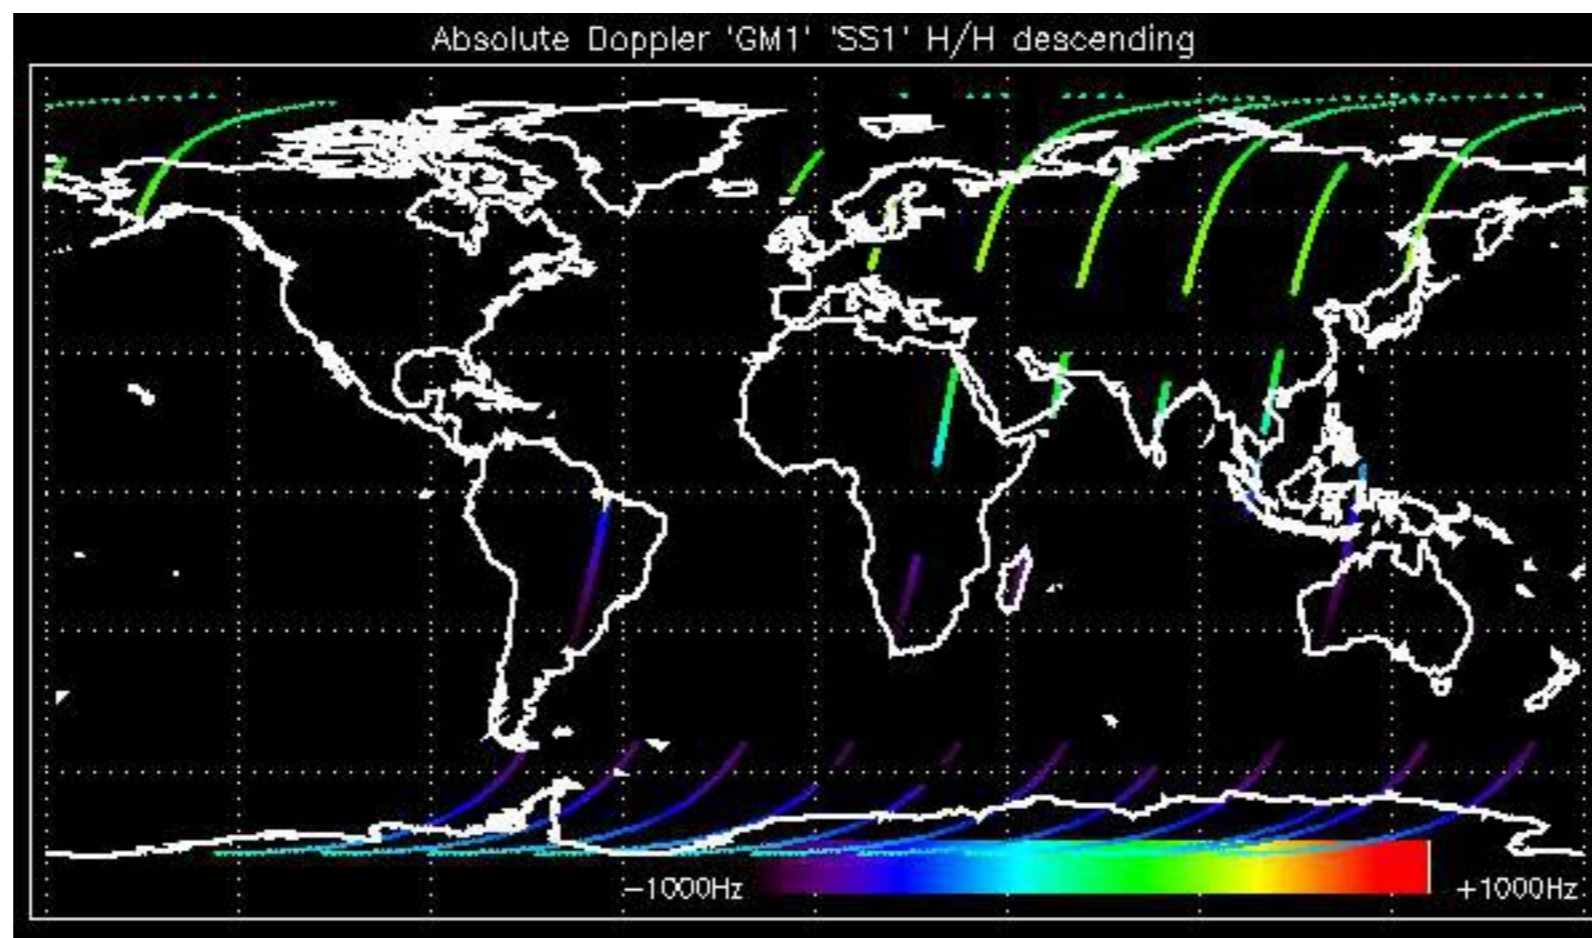 Absolute Doppler 'GM1' 'SS1' H/H descending
-1000Hz +1000Hz